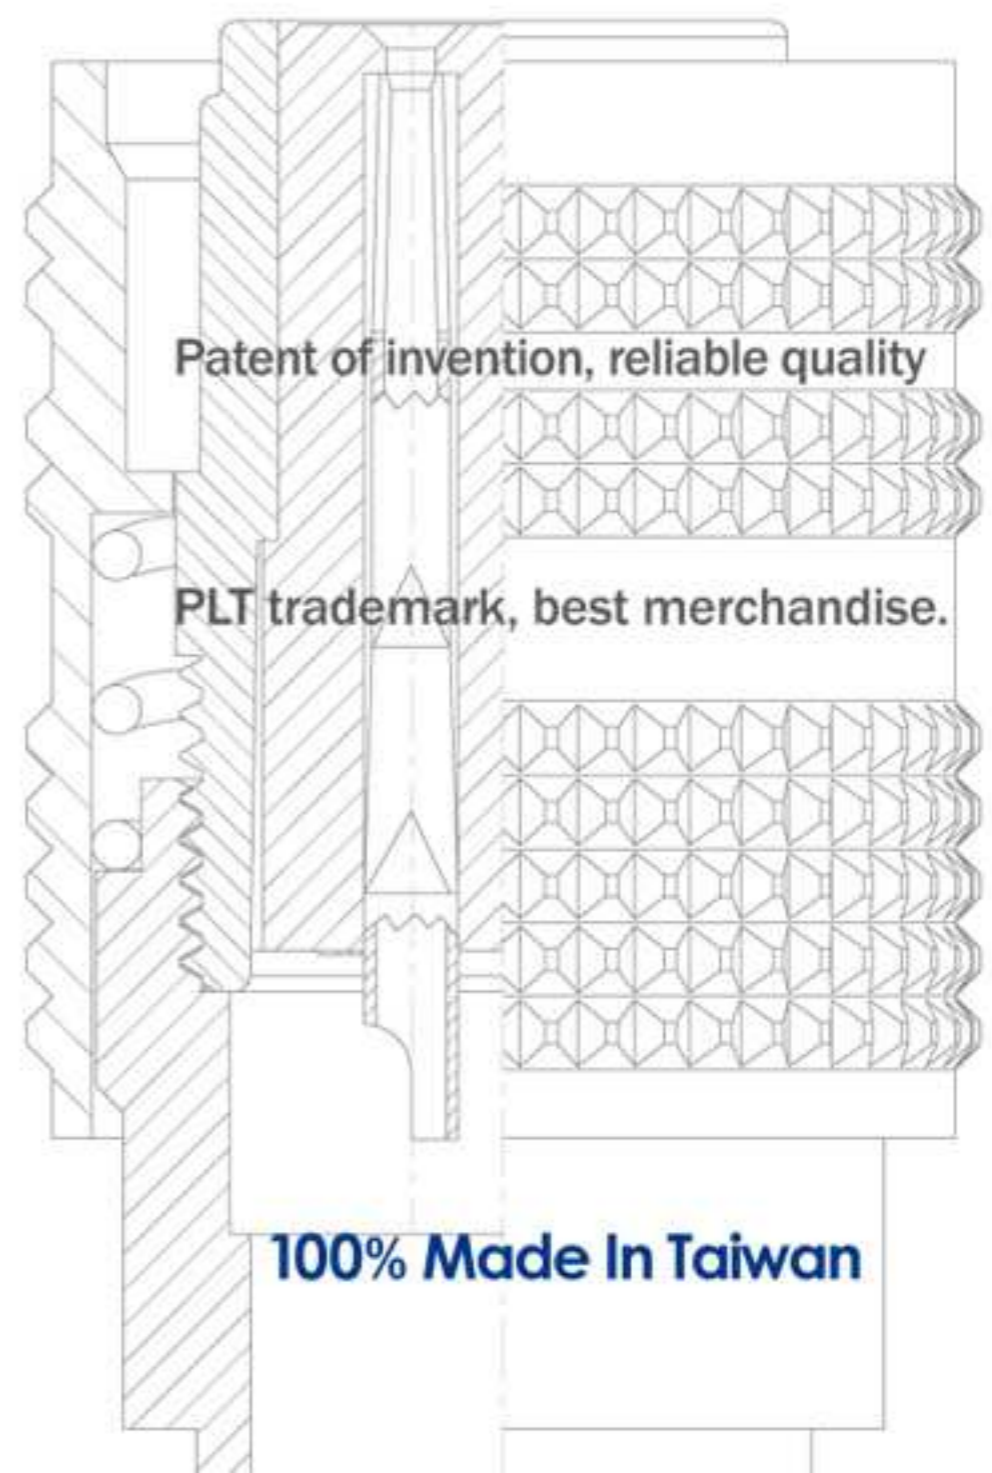 Patent of invention, reliable quality
PLT trademark, best merchandise.
100% Made In Taiwan